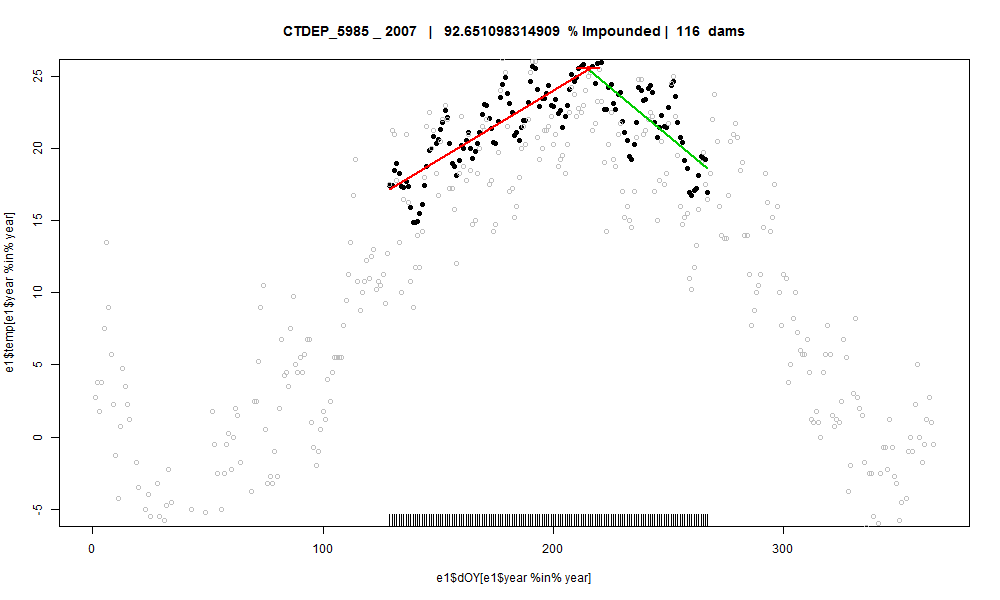 CTDEP_5985 _ 2007 | 92.651098314909 % Impounded | 116 dams
e1$temp[e1$year %in% year]
25
20
15
10
5
0
-5
0 100 200 300
e1$dOY[e1$year %in% year]